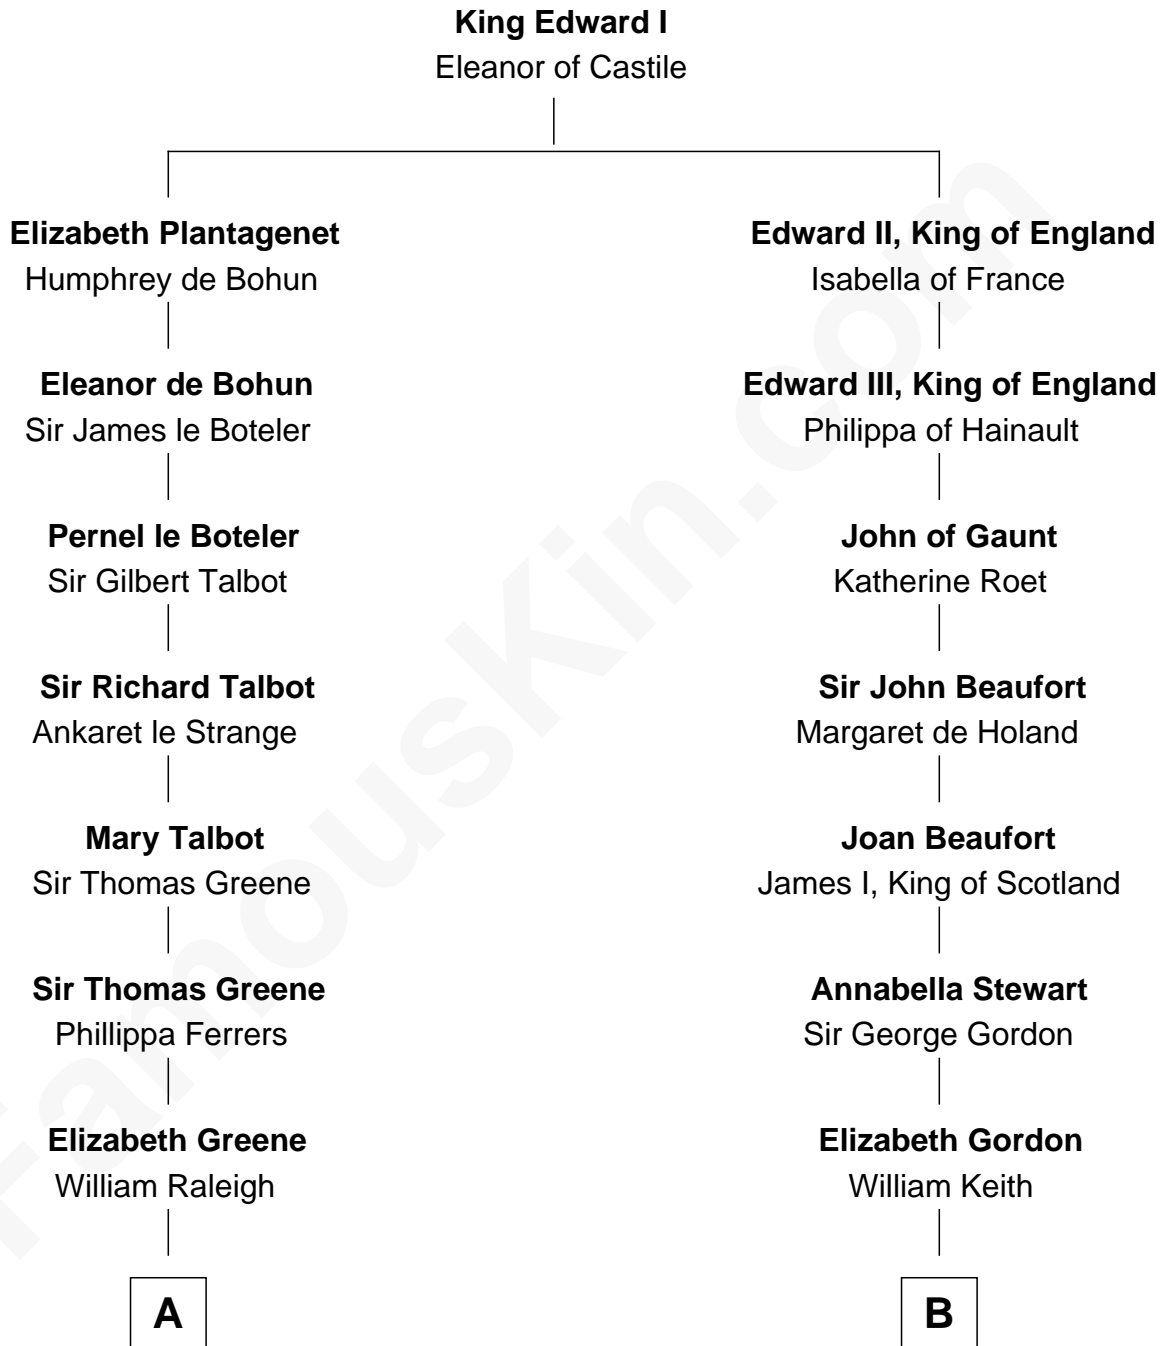 King Edward I
Eleanor of Castile
Elizabeth Plantagenet
Humphrey de Bohun
Edward II, King of England
Isabella of France
Eleanor de Bohun
Sir James le Boteler
Edward III, King of England
Philippa of Hainault
Pernel le Boteler
Sir Gilbert Talbot
John of Gaunt
Katherine Roet
Sir Richard Talbot
Ankaret le Strange
Sir John Beaufort
Margaret de Holand
Mary Talbot
Sir Thomas Greene
Joan Beaufort
James I, King of Scotland
Sir Thomas Greene
Phillippa Ferrers
Annabella Stewart
Sir George Gordon
Elizabeth Greene
William Raleigh
Elizabeth Gordon
William Keith
A
B
FamousKin.com